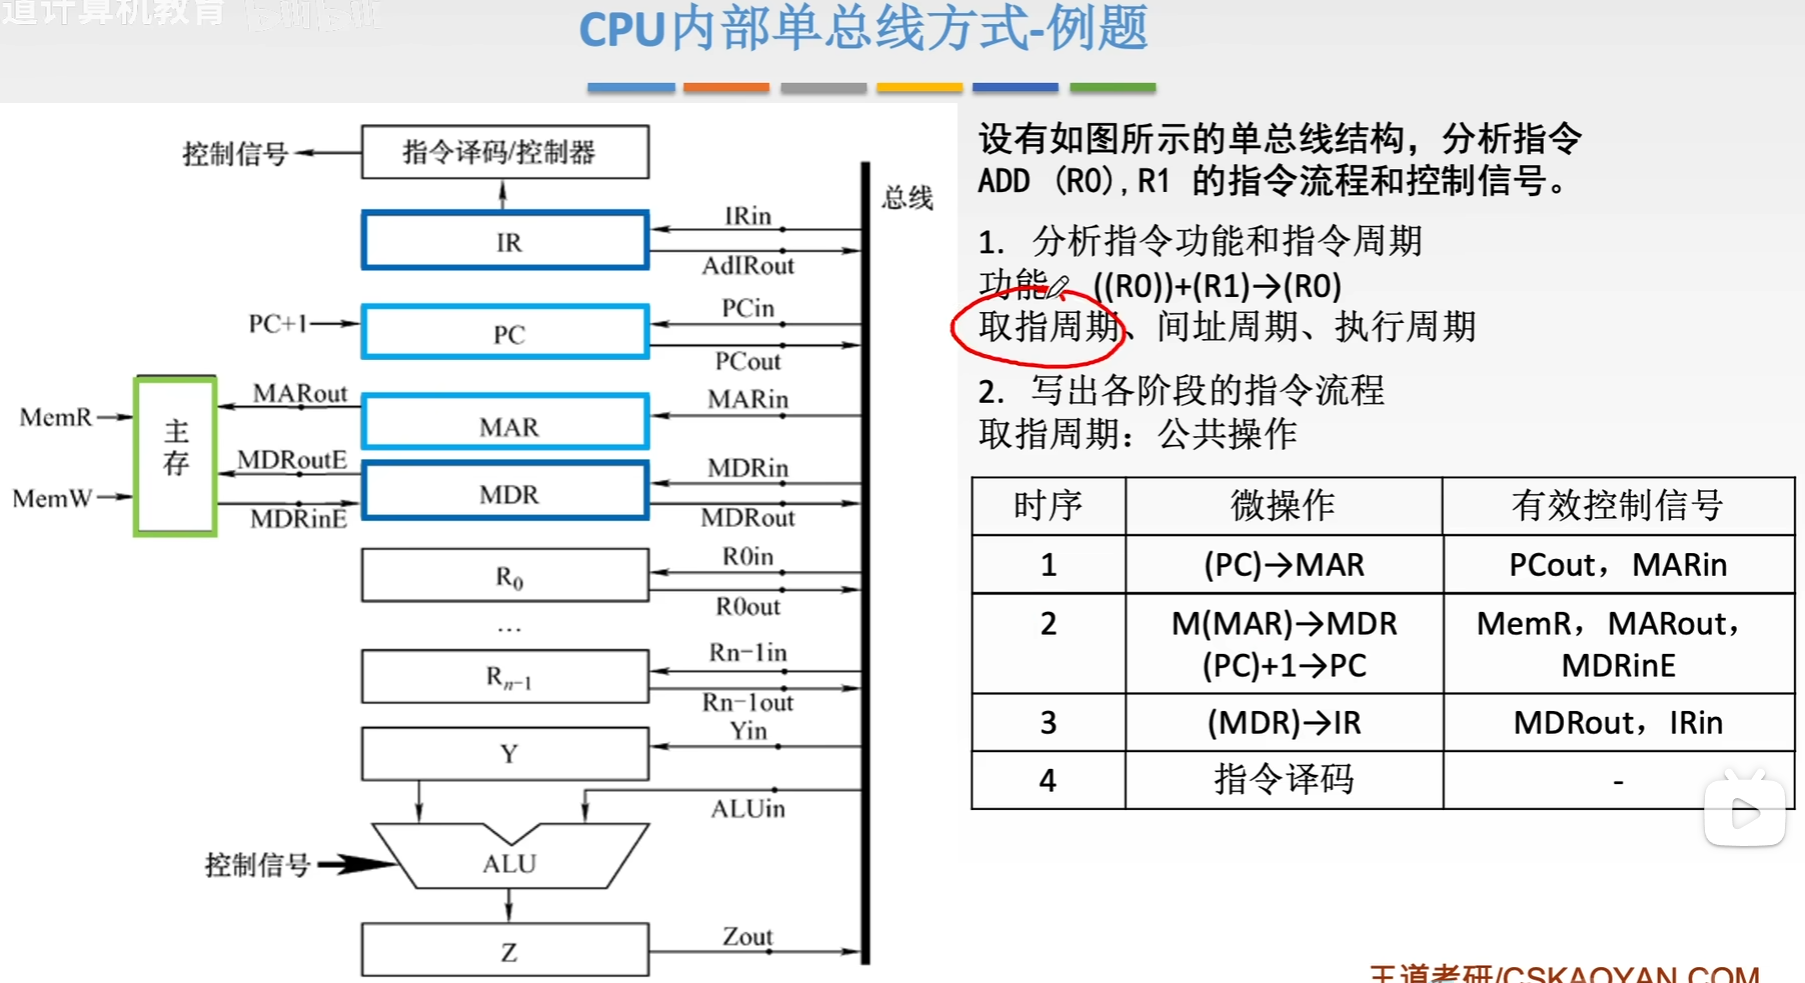 道计算机教育
CPU内部单总线方式-例题
控制信号
指令译码/控制器
总线
IR
IRin
AdIRout
PC+1
PC
PCin
PCout
MARout
MAR
MARin
MemR
主存
MDRoutE
MDR
MDRin
MemW
MDRinE
MDRout
R0
R0in
R0out
…
Rn-1
Rn-1in
Rn-1out
Y
Yin
ALUin
控制信号
ALU
Z
Zout
设有如图所示的单总线结构，分析指令
ADD (R0),R1 的指令流程和控制信号。
1. 分析指令功能和指令周期
功能 ((R0))+(R1)→(R0)
取指周期、间址周期、执行周期
2. 写出各阶段的指令流程
取指周期：公共操作
时序 微操作 有效控制信号
1 (PC)→MAR PCout，MARin
2 M(MAR)→MDR MemR，MARout，
(PC)+1→PC MDRinE
3 (MDR)→IR MDRout，IRin
4 指令译码 -
王道考研/CSKAOYAN.COM